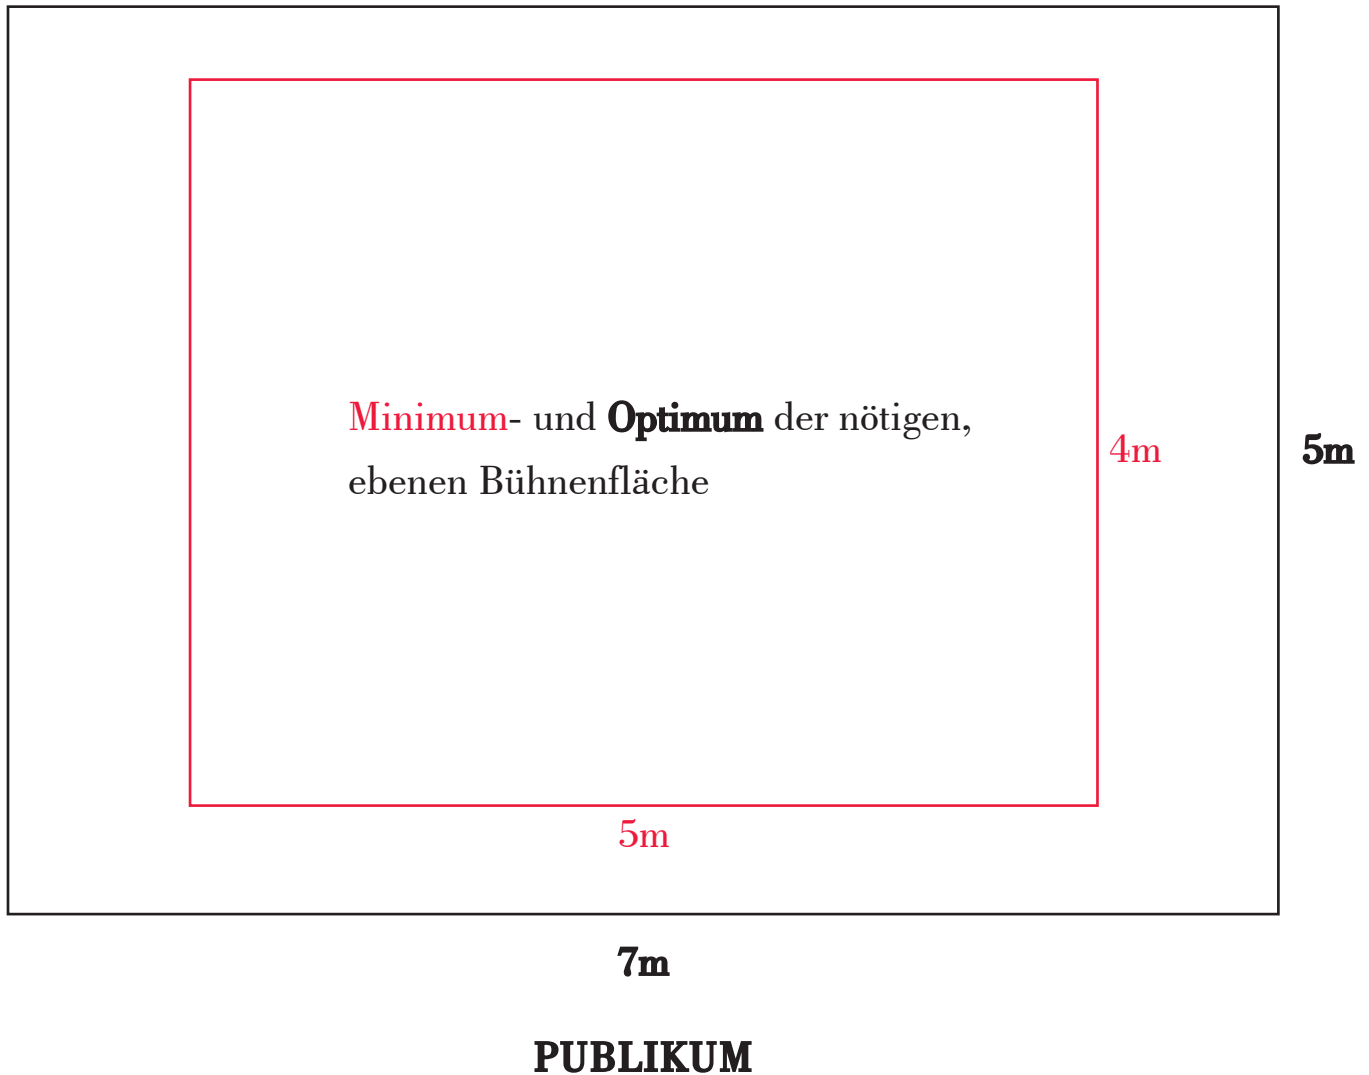 Minimum- und Optimum der nötigen,
ebenen Bühnenfläche
4m
5m
5m
7m
PUBLIKUM